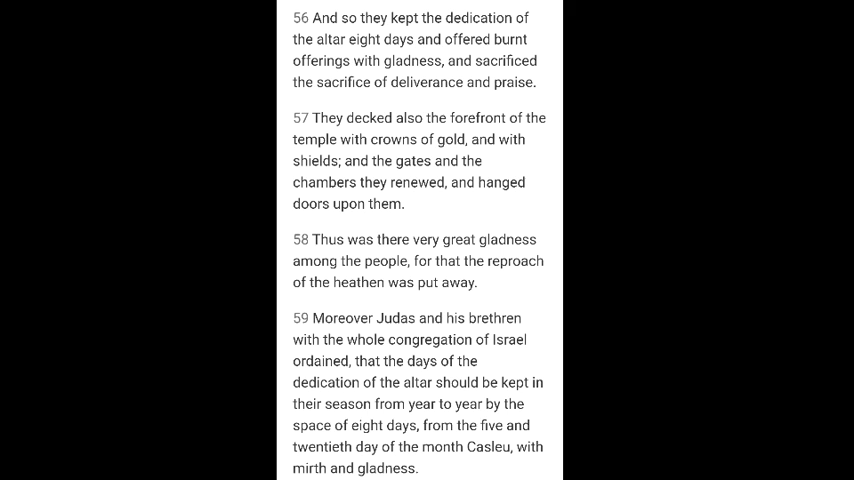 56 And so they kept the dedication of
the altar eight days and offered burnt
offerings with gladness, and sacrificed
the sacrifice of deliverance and praise.
57 They decked also the forefront of the
temple with crowns of gold, and with
shields; and the gates and the
chambers they renewed, and hanged
doors upon them.
58 Thus was there very great gladness
among the people, for that the reproach
of the heathen was put away.
59 Moreover Judas and his brethren
with the whole congregation of Israel
ordained, that the days of the
dedication of the altar should be kept in
their season from year to year by the
space of eight days, from the five and
twentieth day of the month Casleu, with
mirth and gladness.